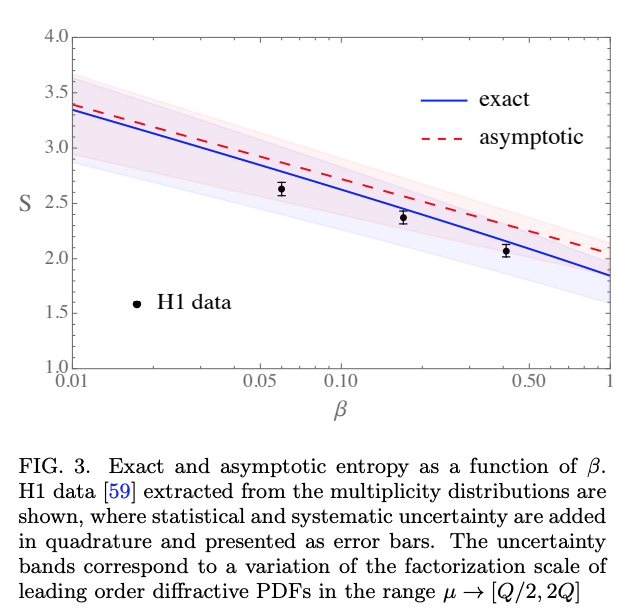 4.0
3.5
3.0
2.5
2.0
1.5
1.0
S
exact
asymptotic
H1 data
0.01
0.05
0.10
0.50
1
β
FIG. 3. Exact and asymptotic entropy as a function of β.
H1 data [59] extracted from the multiplicity distributions are
shown, where statistical and systematic uncertainty are added
in quadrature and presented as error bars. The uncertainty
bands correspond to a variation of the factorization scale of
leading order diffractive PDFs in the range μ → [Q/2, 2Q]